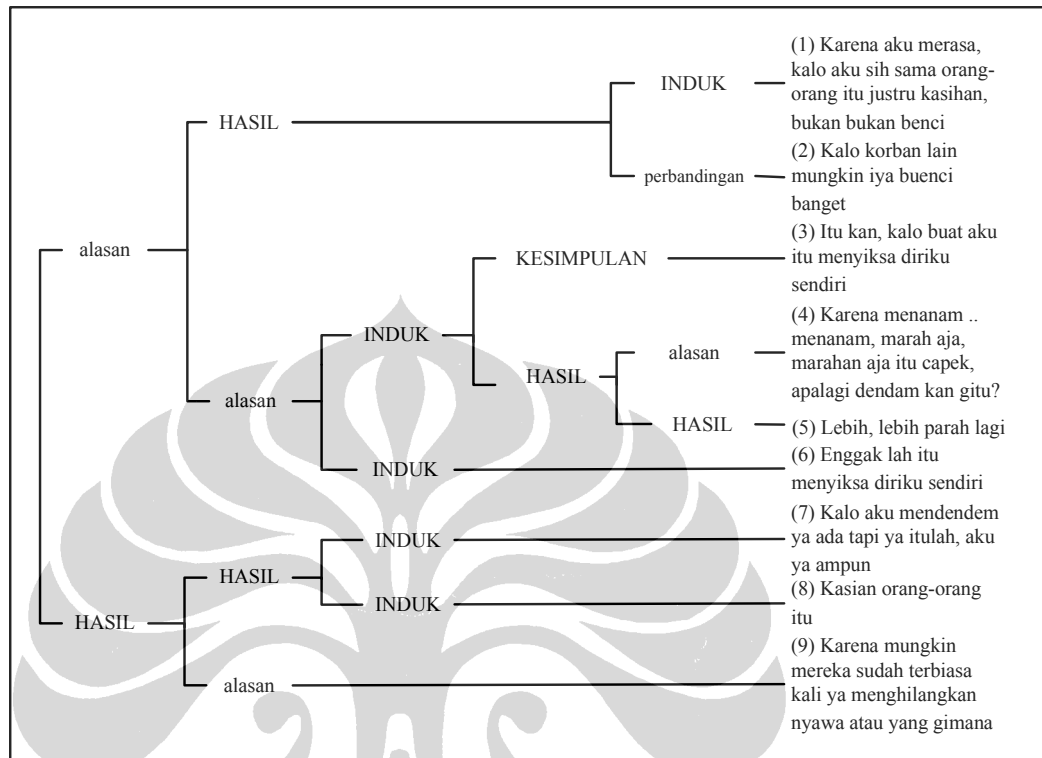 (1) Karena aku merasa,
kalo aku sih sama orang-
orang itu justru kasihan,
bukan bukan benci
INDUK
HASIL
(2) Kalo korban lain
mungkin iya buenci
banget
perbandingan
alasan
(3) Itu kan, kalo buat aku
itu menyiksa diriku
sendiri
KESIMPULAN
(4) Karena menanam ..
menanam, marah aja,
marahan aja itu capek,
apalagi dendam kan gitu?
INDUK
alasan
HASIL
alasan
HASIL
(5) Lebih, lebih parah lagi
(6) Enggak lah itu
menyiksa diriku sendiri
INDUK
(7) Kalo aku mendendem
ya ada tapi ya itulah, aku
ya ampun
INDUK
HASIL
(8) Kasian orang-orang
itu
INDUK
HASIL
(9) Karena mungkin
mereka sudah terbiasa
kali ya menghilangkan
nyawa atau yang gimana
alasan